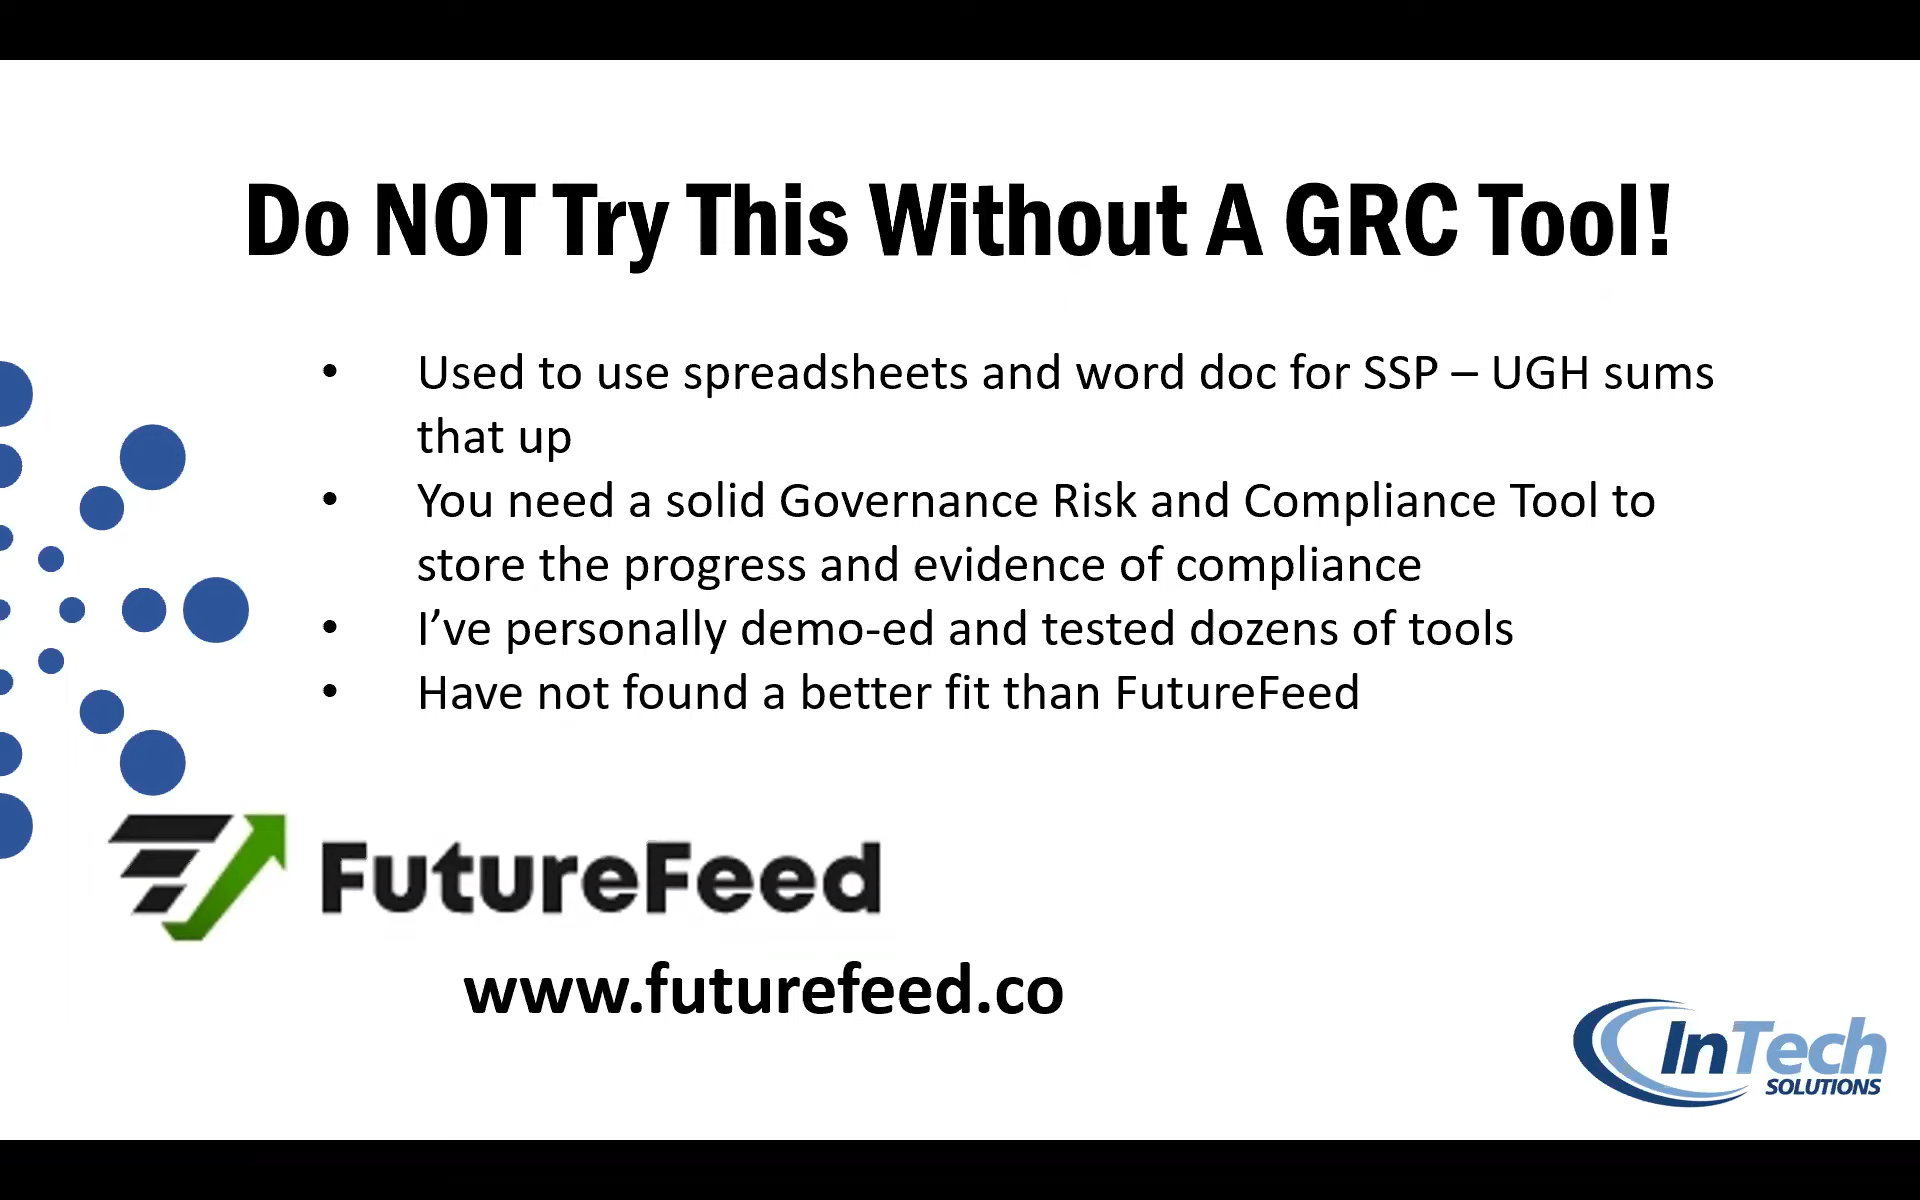 Do NOT Try This Without A GRC Tool!
• Used to use spreadsheets and word doc for SSP – UGH sums
that up
• You need a solid Governance Risk and Compliance Tool to
store the progress and evidence of compliance
• I’ve personally demo-ed and tested dozens of tools
• Have not found a better fit than FutureFeed
FutureFeed
www.futurefeed.co
InTech
SOLUTIONS